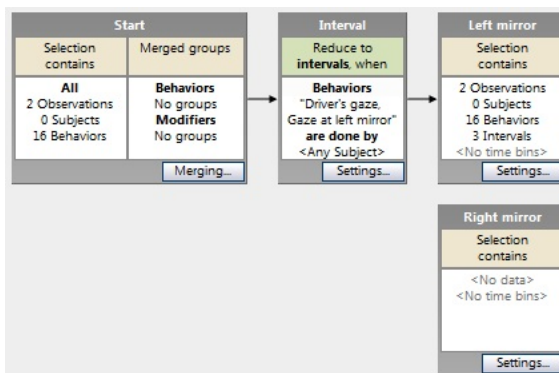 Start
Selection contains
Merged groups
All
2 Observations
0 Subjects
16 Behaviors
Behaviors
No groups
Modifiers
No groups
Merging...
Interval
Reduce to
intervals, when
Behaviors
"Driver's gaze,
Gaze at left mirror"
are done by
<Any Subject>
Settings...
Left mirror
Selection
contains
2 Observations
0 Subjects
16 Behaviors
3 Intervals
<No time bins>
Settings...
Right mirror
Selection
contains
<No data>
<No time bins>
Settings...